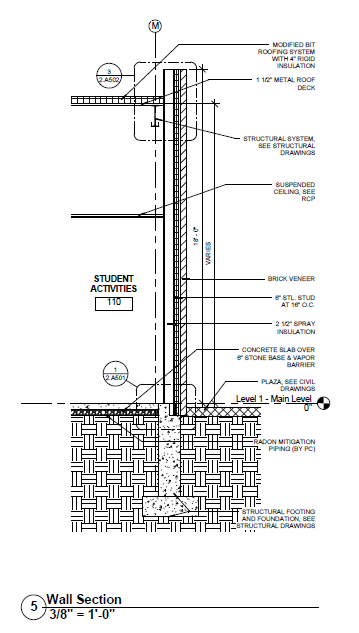 M
MODIFIED BIT
ROOFING SYSTEM
WITH 4" RIGID
INSULATION
3
2.A502
1 1/2" METAL ROOF
DECK
STRUCTURAL SYSTEM,
SEE STRUCTURAL
DRAWINGS
SUSPENDED
CEILING, SEE
RCP
18' - 0"
VARIES
STUDENT
ACTIVITIES
110
BRICK VENEER
6" STL. STUD
AT 16" O.C.
2 1/2" SPRAY
INSULATION
CONCRETE SLAB OVER
6" STONE BASE & VAPOR
BARRIER
1
2.A501
PLAZA, SEE CIVIL
DRAWINGS
Level 1 - Main Level
0"
RADON MITIGATION
PIPING (BY PC)
STRUCTURAL FOOTING
AND FOUNDATION, SEE
STRUCTURAL DRAWINGS
5
Wall Section
3/8" = 1'-0"